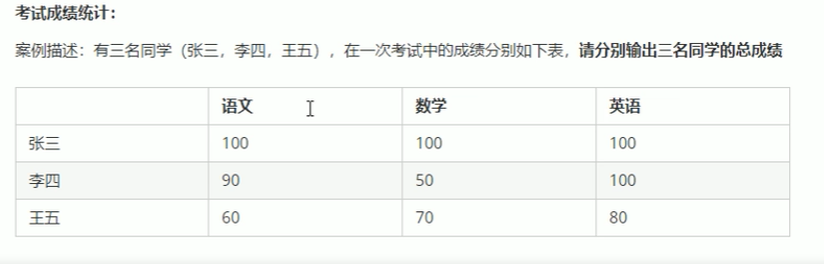 考试成绩统计：
案例描述：有三名同学（张三，李四，王五），在一次考试中的成绩分别如下表，请分别输出三名同学的总成绩
语文 数学 英语
张三 100 100 100
李四 90 50 100
王五 60 70 80